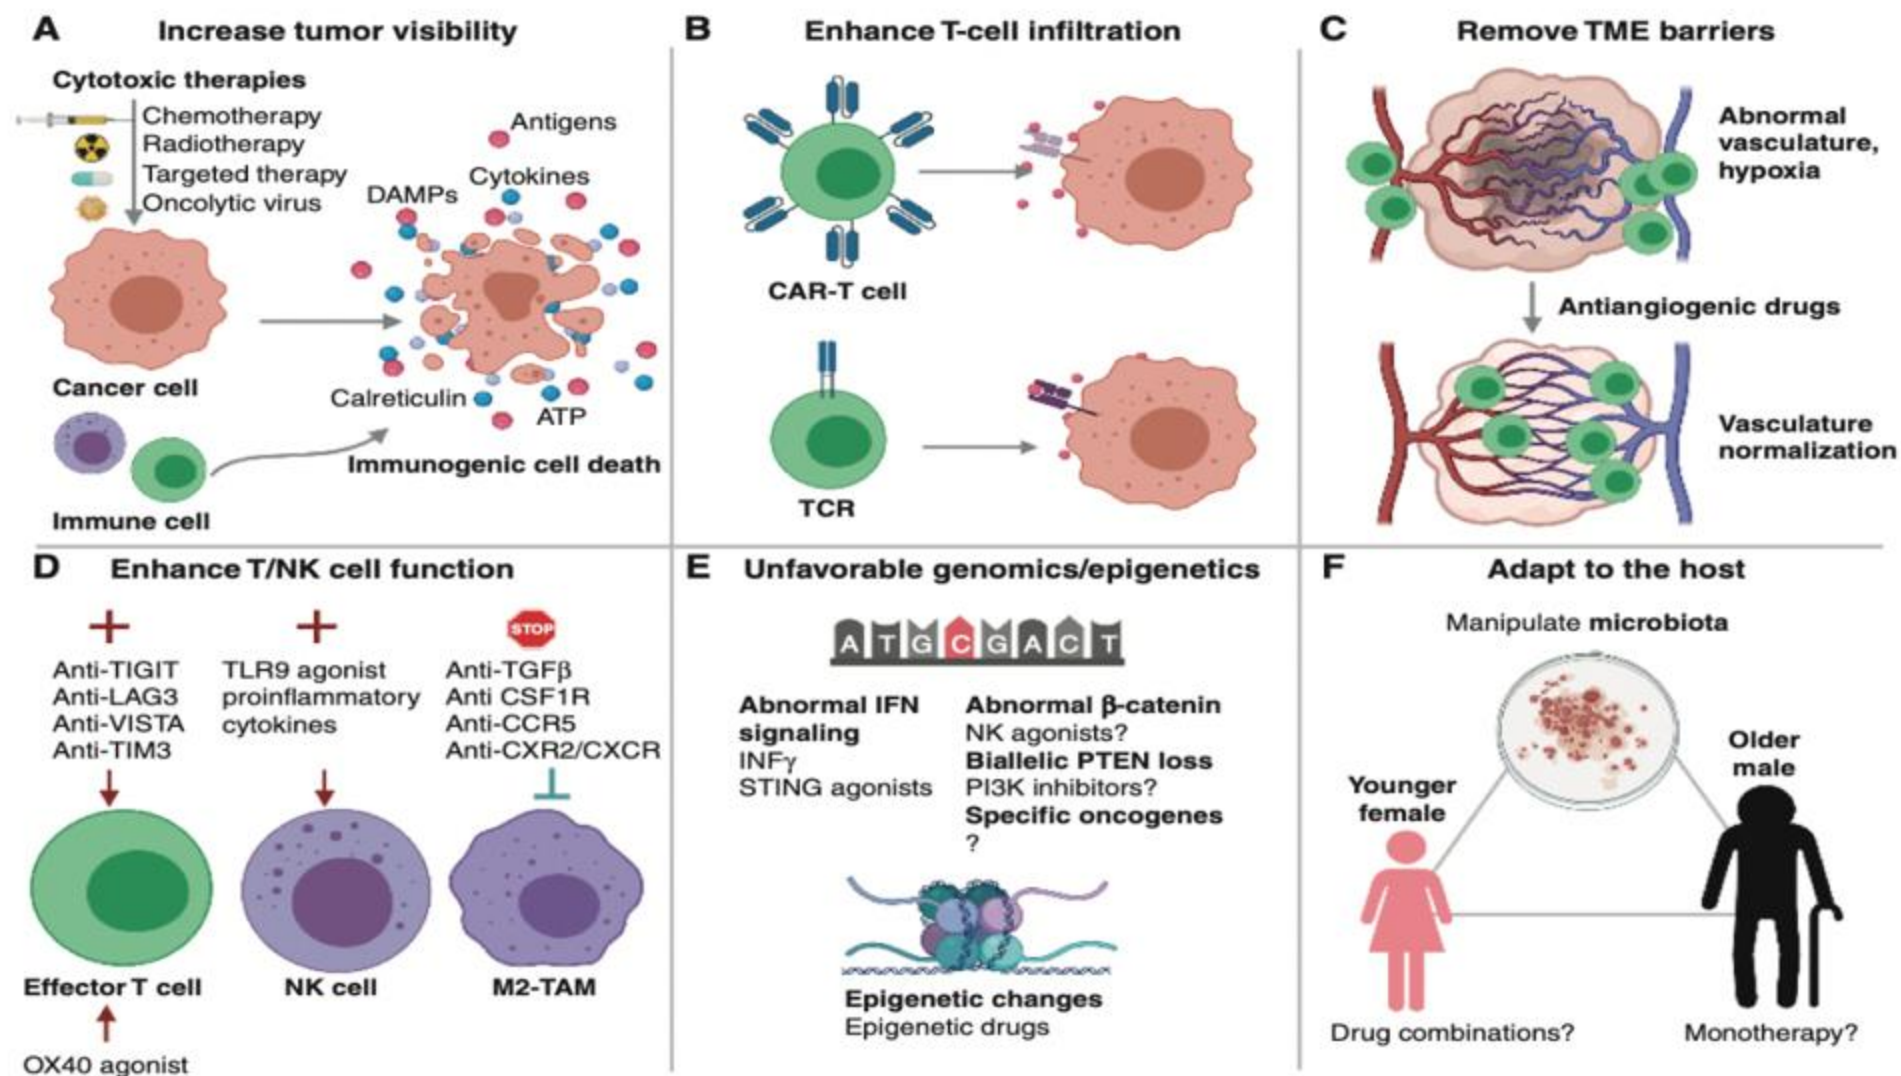 A Increase tumor visibility
Cytotoxic therapies
Chemotherapy
Radiotherapy
Targeted therapy
Oncolytic virus
Antigens
Cytokines
DAMPs
Cancer cell
Calreticulin
ATP
Immunogenic cell death
Immune cell
B Enhance T-cell infiltration
CAR-T cell
TCR
C Remove TME barriers
Abnormal
vasculature,
hypoxia
Antiangiogenic drugs
Vasculature
normalization
D Enhance T/NK cell function
Anti-TIGIT
Anti-LAG3
Anti-VISTA
Anti-TIM3
TLR9 agonist
proinflammatory
cytokines
STOP
Anti-TGFβ
Anti CSF1R
Anti-CCR5
Anti-CXR2/CXCR
Effector T cell
NK cell
M2-TAM
OX40 agonist
E Unfavorable genomics/epigenetics
A T G C G A C T
Abnormal IFN
signaling
INFγ
STING agonists
Abnormal β-catenin
NK agonists?
Biallelic PTEN loss
PI3K inhibitors?
Specific oncogenes
?
Epigenetic changes
Epigenetic drugs
F Adapt to the host
Manipulate microbiota
Younger
female
Older
male
Drug combinations?
Monotherapy?